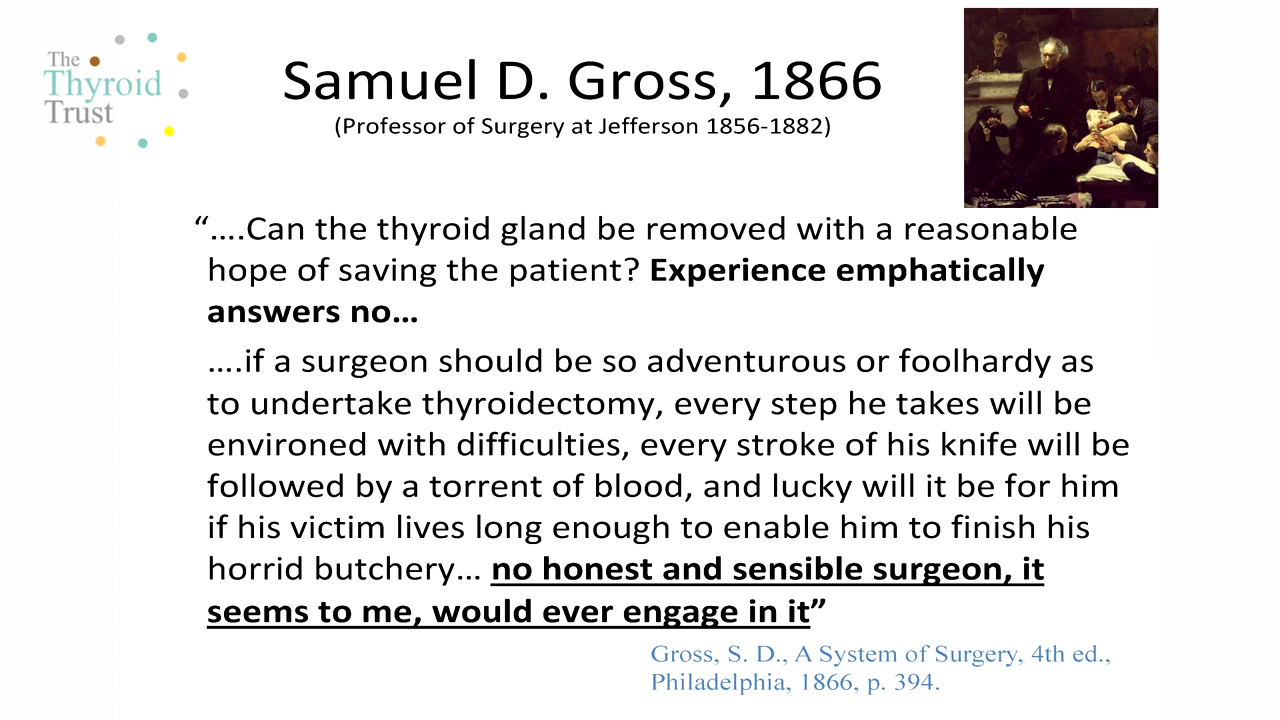 The
Thyroid
Trust
Samuel D. Gross, 1866
(Professor of Surgery at Jefferson 1856-1882)
“....Can the thyroid gland be removed with a reasonable
hope of saving the patient? Experience emphatically
answers no…
….if a surgeon should be so adventurous or foolhardy as
to undertake thyroidectomy, every step he takes will be
environed with difficulties, every stroke of his knife will be
followed by a torrent of blood, and lucky will it be for him
if his victim lives long enough to enable him to finish his
horrid butchery… no honest and sensible surgeon, it
seems to me, would ever engage in it”
Gross, S. D., A System of Surgery, 4th ed.,
Philadelphia, 1866, p. 394.